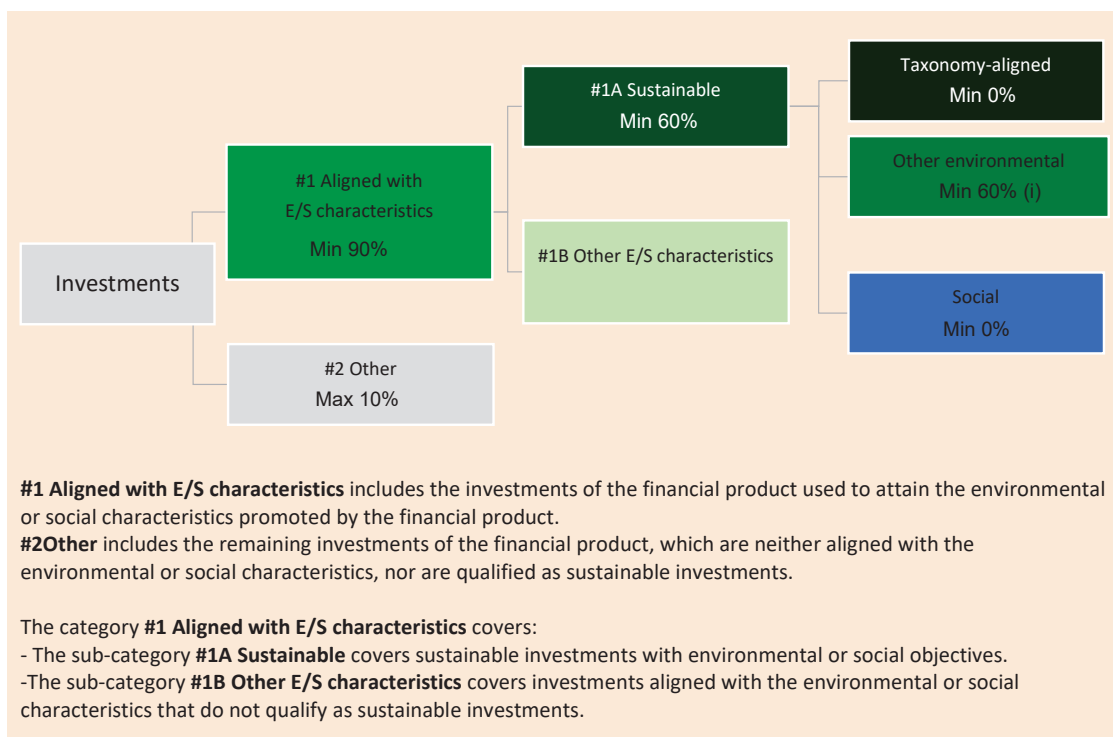 Investments
#1 Aligned with
E/S characteristics
Min 90%
#2 Other
Max 10%
#1A Sustainable
Min 60%
#1B Other E/S characteristics
Taxonomy-aligned
Min 0%
Other environmental
Min 60% (i)
Social
Min 0%
#1 Aligned with E/S characteristics includes the investments of the financial product used to attain the environmental
or social characteristics promoted by the financial product.
#2Other includes the remaining investments of the financial product, which are neither aligned with the
environmental or social characteristics, nor are qualified as sustainable investments.
The category #1 Aligned with E/S characteristics covers:
- The sub-category #1A Sustainable covers sustainable investments with environmental or social objectives.
-The sub-category #1B Other E/S characteristics covers investments aligned with the environmental or social
characteristics that do not qualify as sustainable investments.